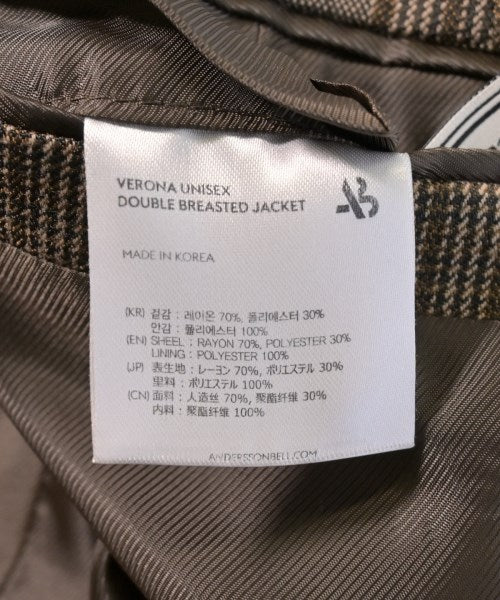 VERONA UNISEX
DOUBLE BREASTED JACKET
AB
MADE IN KOREA
(KR) 겉감 : 레이온 70%, 폴리에스터 30%
안감 : 폴리에스터 100%
(EN) SHEEL : RAYON 70%, POLYESTER 30%
LINING : POLYESTER 100%
(JP) 表生地 : レーヨン 70%, ポリエステル 30%
里料 : ポリエステル 100%
(CN) 面料 : 人造丝 70%, 聚酯纤维 30%
内料 : 聚酯纤维 100%
ANDERSSONBELL.COM